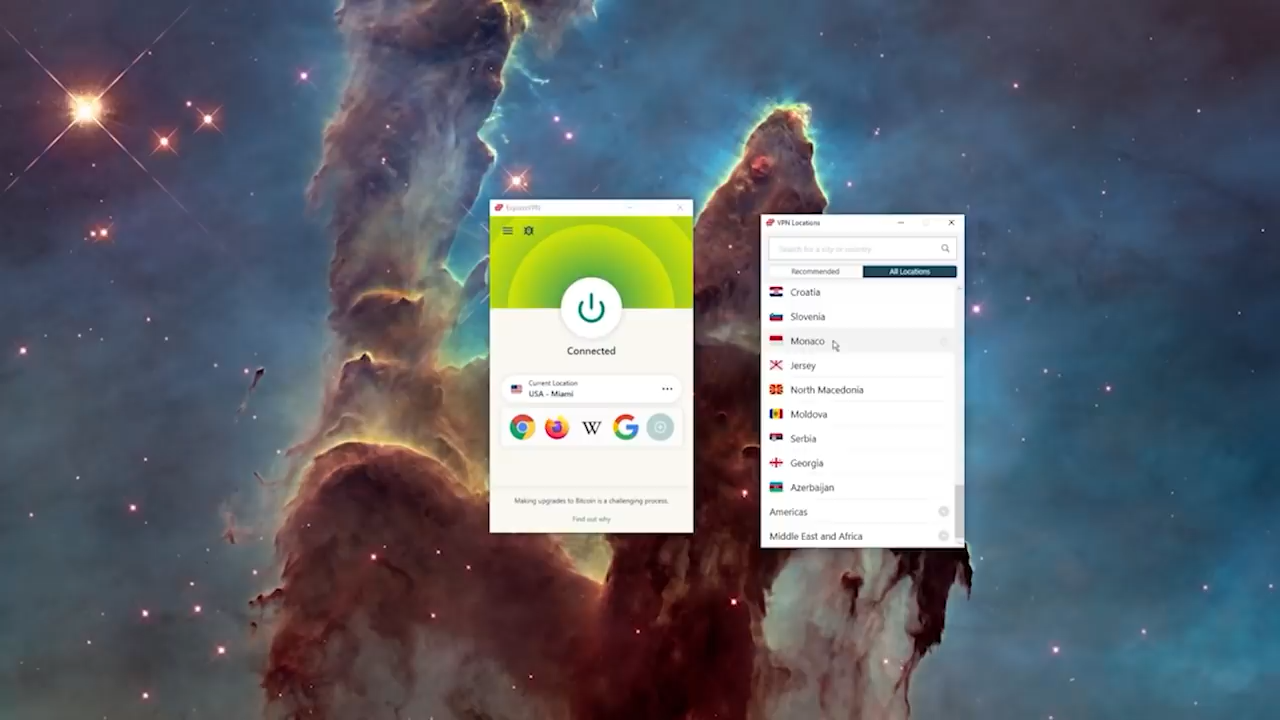 ExpressVPN
Connected
Current Location
USA - Miami
W
G
Making upgrades to Bitcoin is a challenging process.
Find out why
VPN Locations
Search for a city or country
Recommended
All Locations
Croatia
Slovenia
Monaco
Jersey
North Macedonia
Moldova
Serbia
Georgia
Azerbaijan
Americas
Middle East and Africa